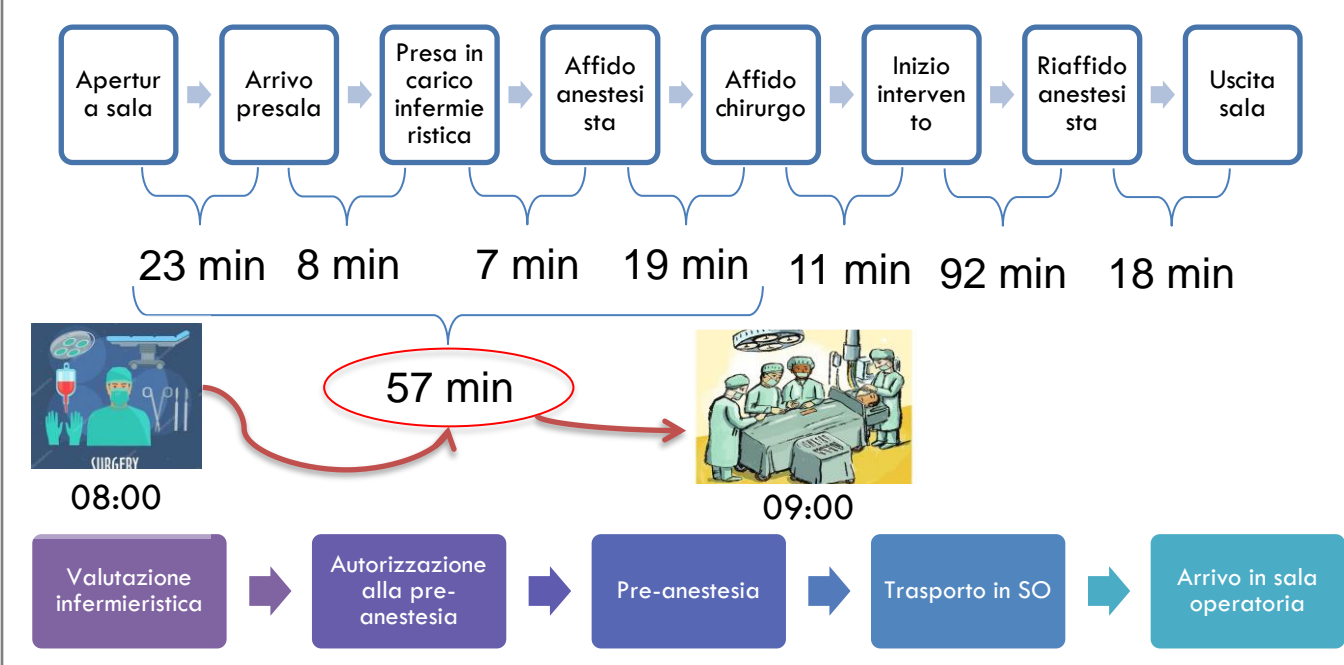 Apertur
a sala
Arrivo
presala
Presa in
carico
infermie
ristica
Affido
anestesi
sta
Affido
chirurgo
Inizio
interven
to
Riaffido
anestesi
sta
Uscita
sala
23 min
8 min
7 min
19 min
11 min
92 min
18 min
57 min
SURGERY
08:00
09:00
Valutazione
infermieristica
Autorizzazione
alla pre-
anestesia
Pre-anestesia
Trasporto in SO
Arrivo in sala
operatoria